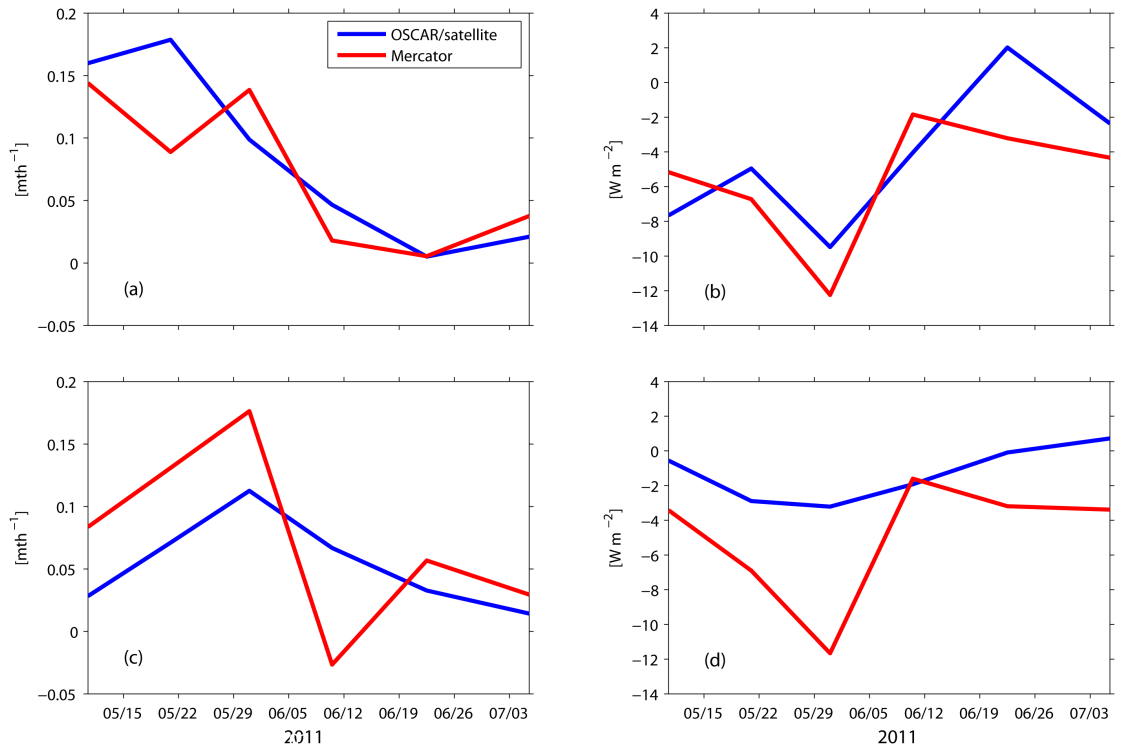 0.2
0.15
0.1
0.05
0
−0.05
[mth⁻¹]
OSCAR/satellite
Mercator
(a)
4
2
0
−2
−4
−6
−8
−10
−12
−14
[W m⁻²]
(b)
0.2
0.15
0.1
0.05
0
−0.05
[mth⁻¹]
(c)
05/15 05/22 05/29 06/05 06/12 06/19 06/26 07/03
2011
4
2
0
−2
−4
−6
−8
−10
−12
−14
[W m⁻²]
(d)
05/15 05/22 05/29 06/05 06/12 06/19 06/26 07/03
2011